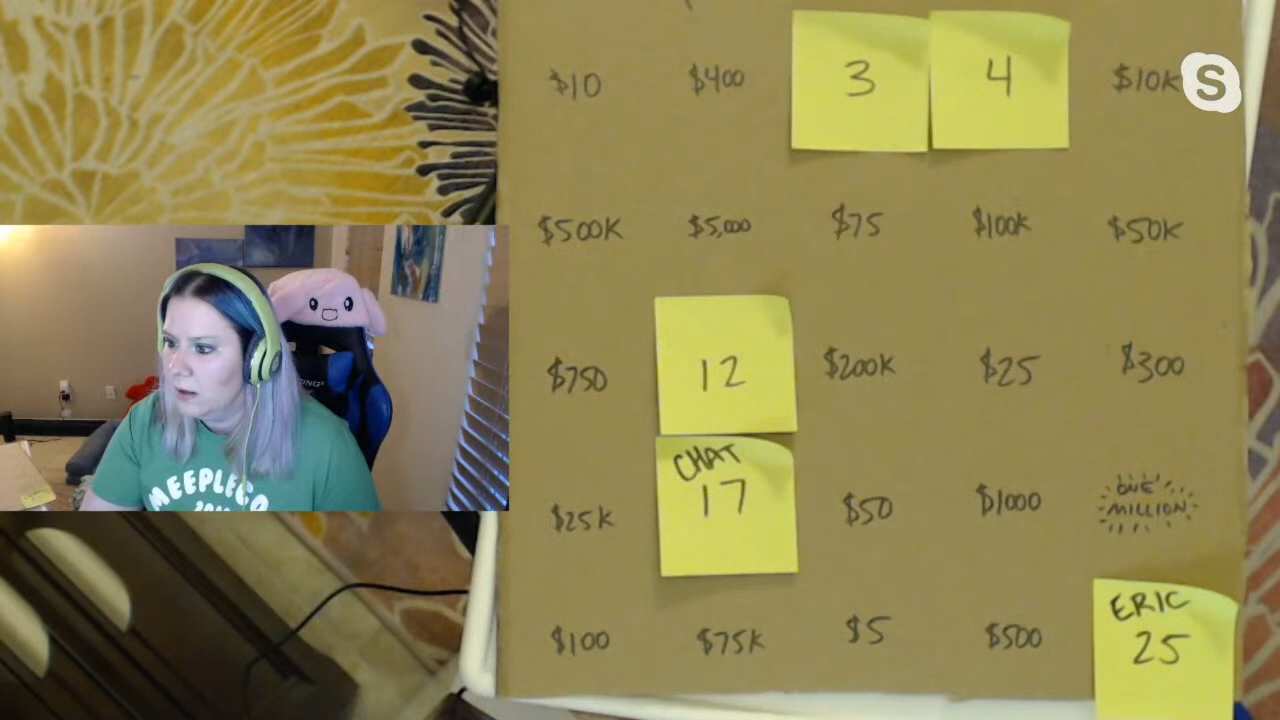 $10 $400 3 4 $10K
$500K $5,000 $75 $100K $50K
$750 12 $200K $25 $300
CHAT
$25K 17 $50 $1000 ONE
MILLION
$100 $75K $5 $500 ERIC
25
MEEPLECO
S